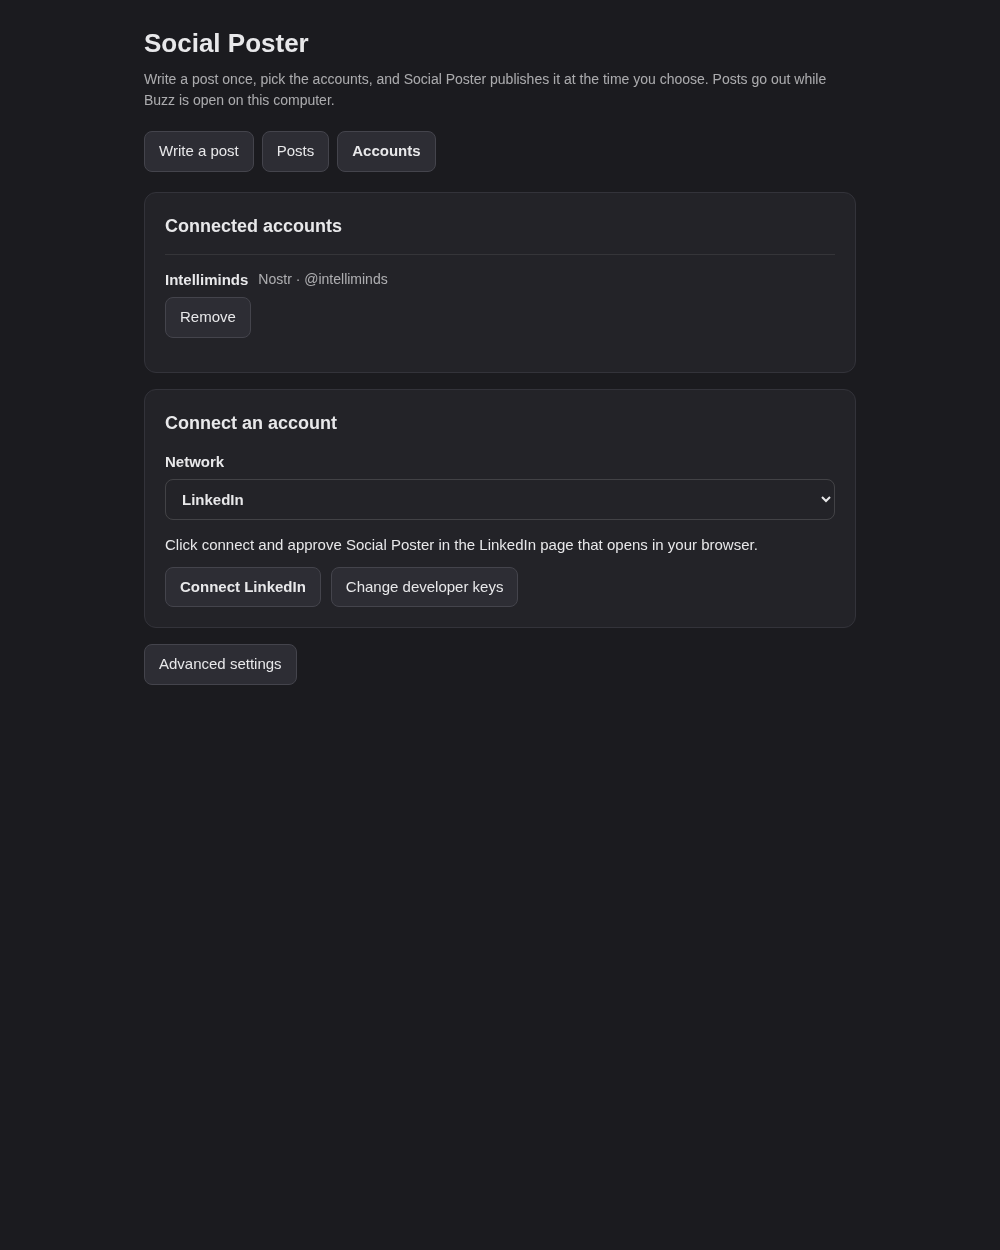 Social Poster
Write a post once, pick the accounts, and Social Poster publishes it at the time you choose. Posts go out while
Buzz is open on this computer.
Write a post
Posts
Accounts
Connected accounts
Intelliminds Nostr · @intelliminds
Remove
Connect an account
Network
LinkedIn
Click connect and approve Social Poster in the LinkedIn page that opens in your browser.
Connect LinkedIn
Change developer keys
Advanced settings